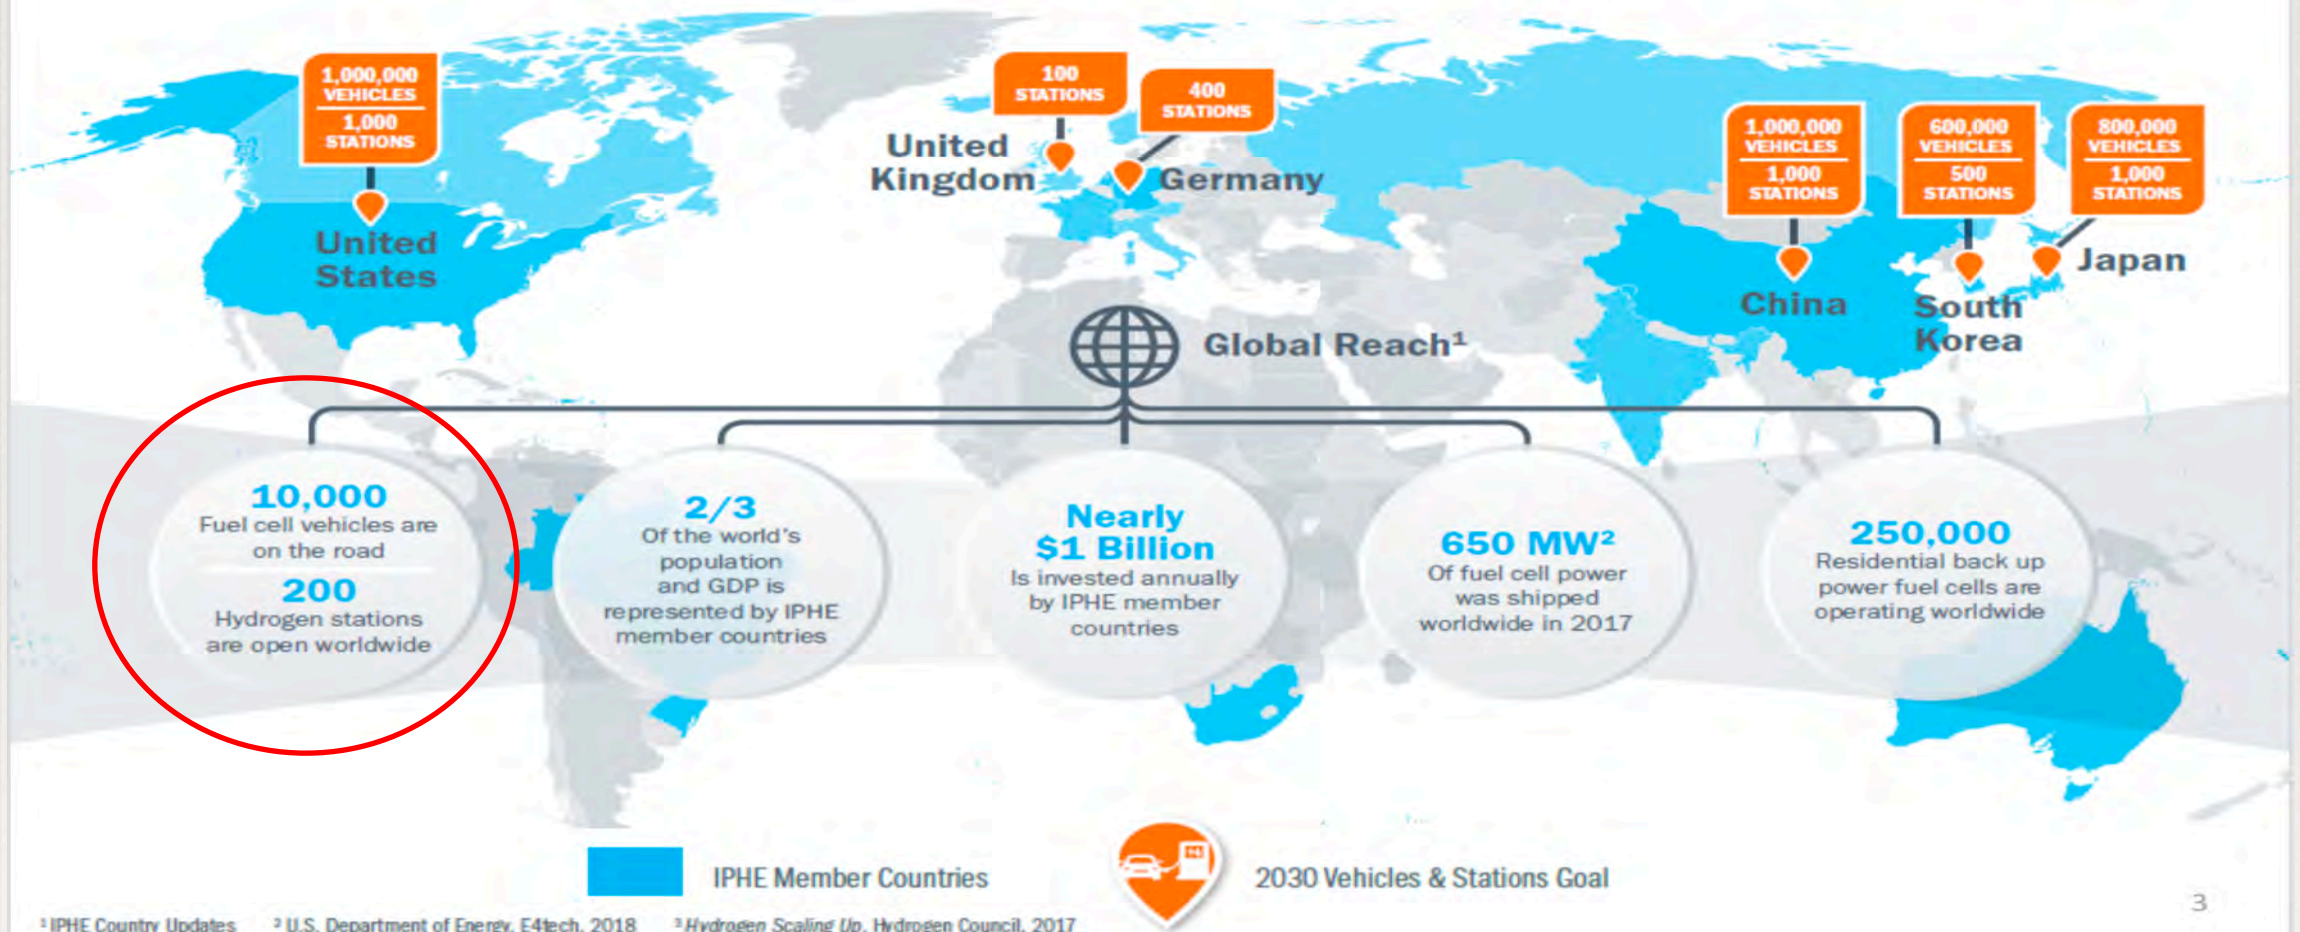 1,000,000
VEHICLES
1,000
STATIONS
United
States
100
STATIONS
United
Kingdom
400
STATIONS
Germany
1,000,000
VEHICLES
1,000
STATIONS
China
600,000
VEHICLES
500
STATIONS
South
Korea
800,000
VEHICLES
1,000
STATIONS
Japan
Global Reach¹
10,000
Fuel cell vehicles are
on the road
200
Hydrogen stations
are open worldwide
2/3
Of the world's
population
and GDP is
represented by IPHE
member countries
Nearly
$1 Billion
Is invested annually
by IPHE member
countries
650 MW²
Of fuel cell power
was shipped
worldwide in 2017
250,000
Residential back up
power fuel cells are
operating worldwide
IPHE Member Countries
2030 Vehicles & Stations Goal
¹ IPHE Country Updates ² U.S. Department of Energy, E4tech, 2018 ³ Hydrogen Scaling Up, Hydrogen Council, 2017
3